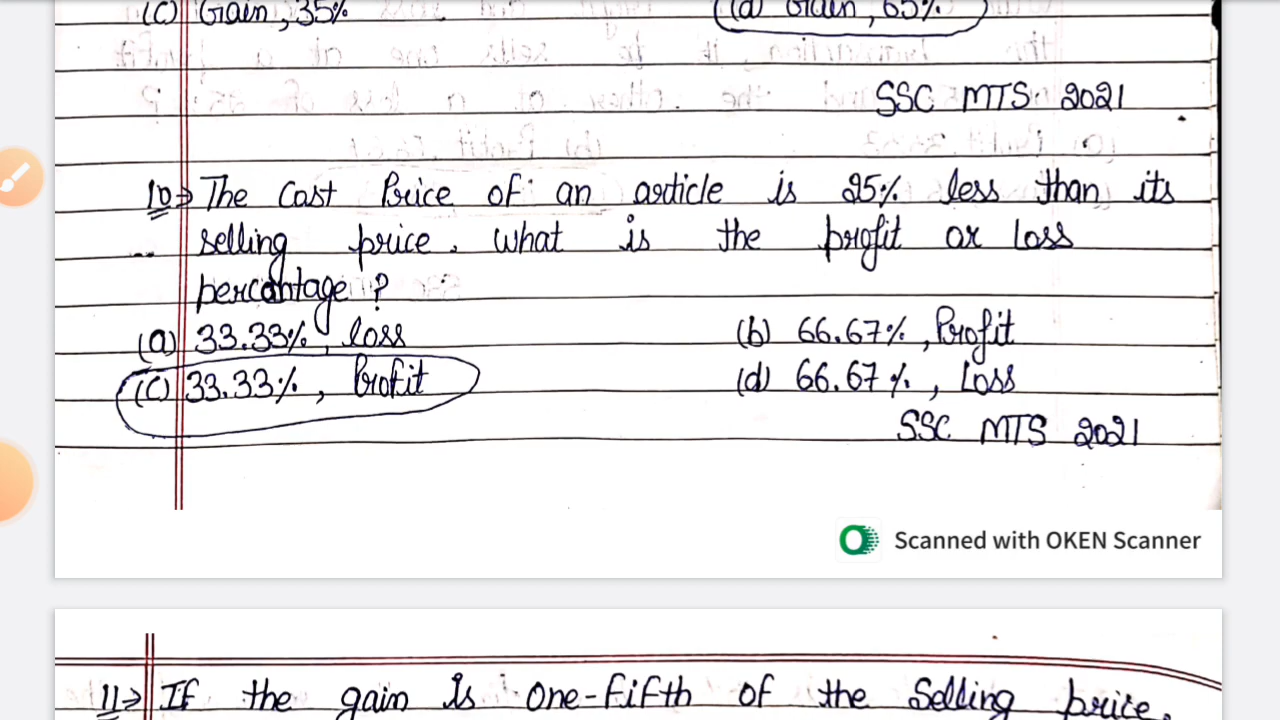 (c) Gain, 35% (d) Gain, 65%
SSC MTS 2021
10⇒ The Cost Price of an article is 25% less than its
selling price. What is the profit or loss
percentage ?
(a) 33.33%, loss (b) 66.67%, Profit
(c) 33.33%, Profit (d) 66.67%, Loss
SSC MTS 2021
Scanned with OKEN Scanner
11⇒ If the gain is one-fifth of the Selling price.